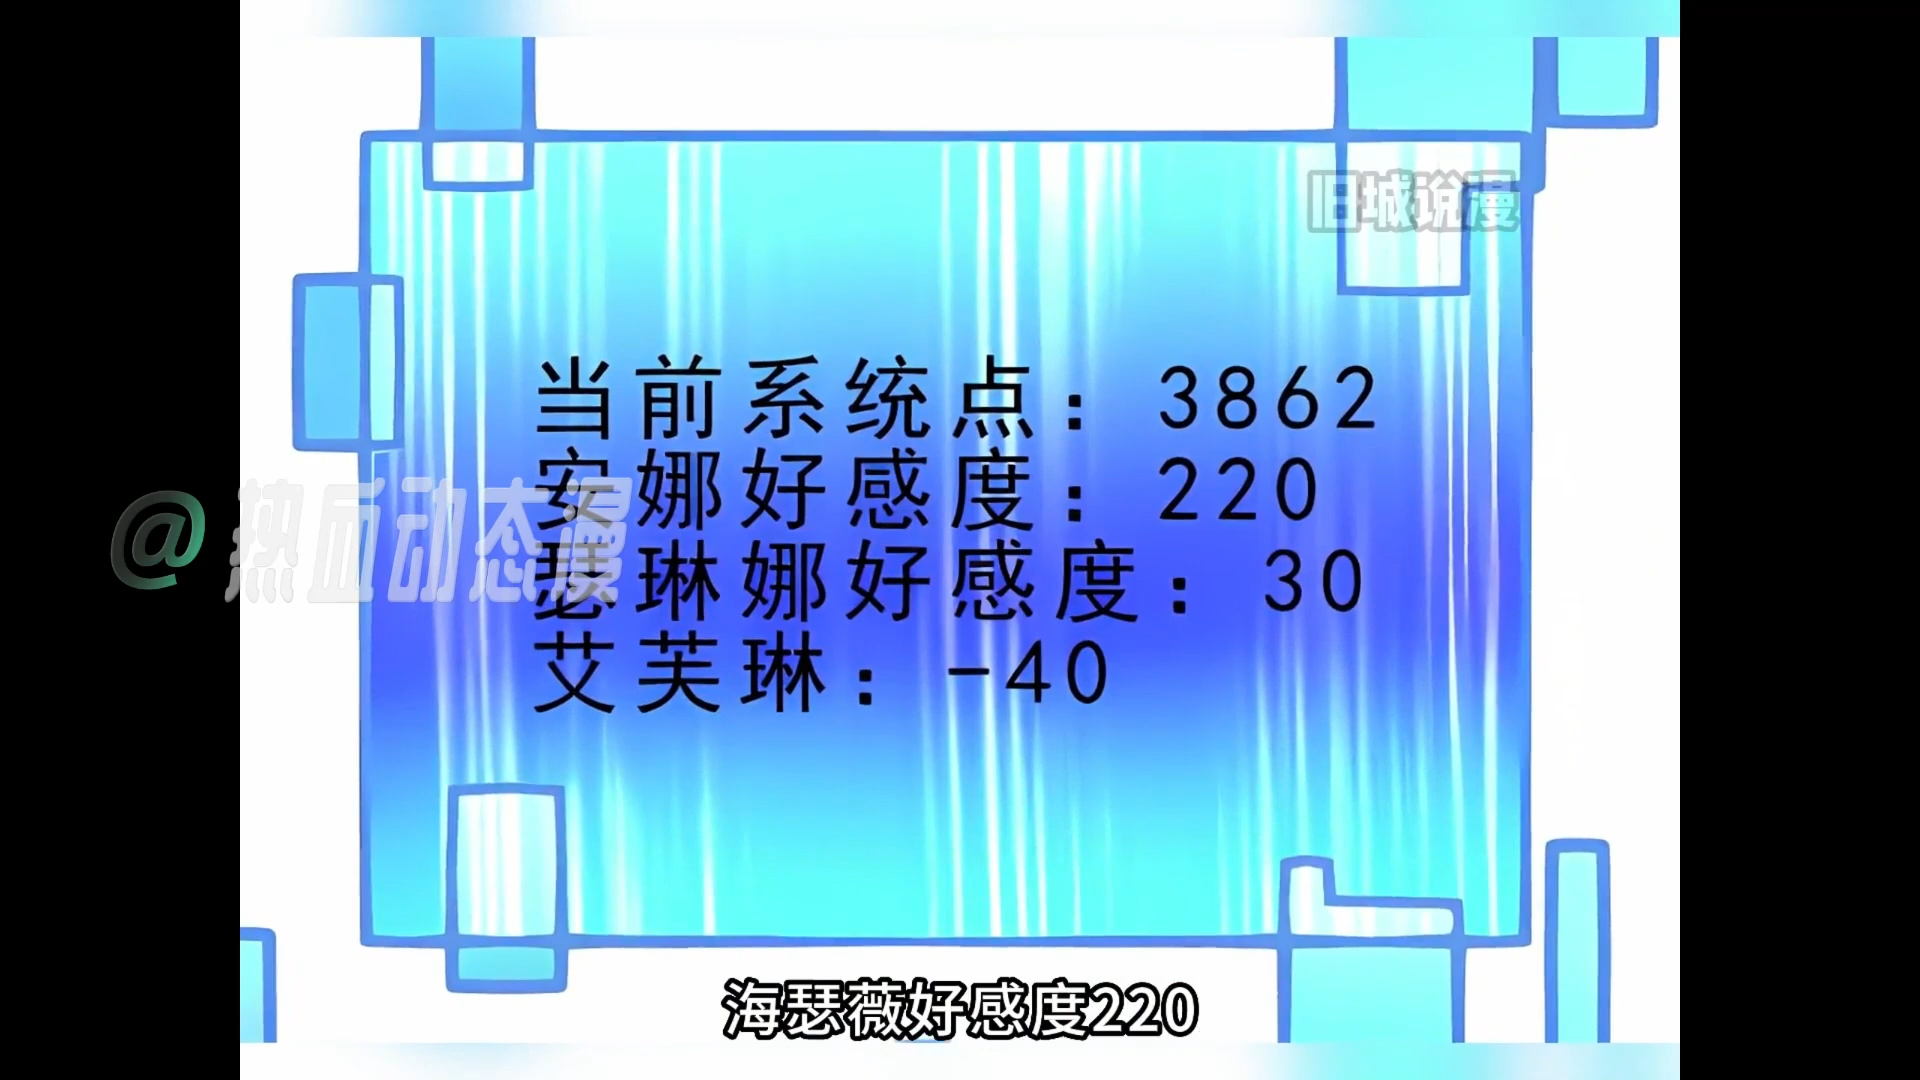 旧城说漫
当前系统点：3862
安娜好感度：220
@热血动态漫
瑟琳娜好感度：30
艾芙琳：-40
海瑟薇好感度220